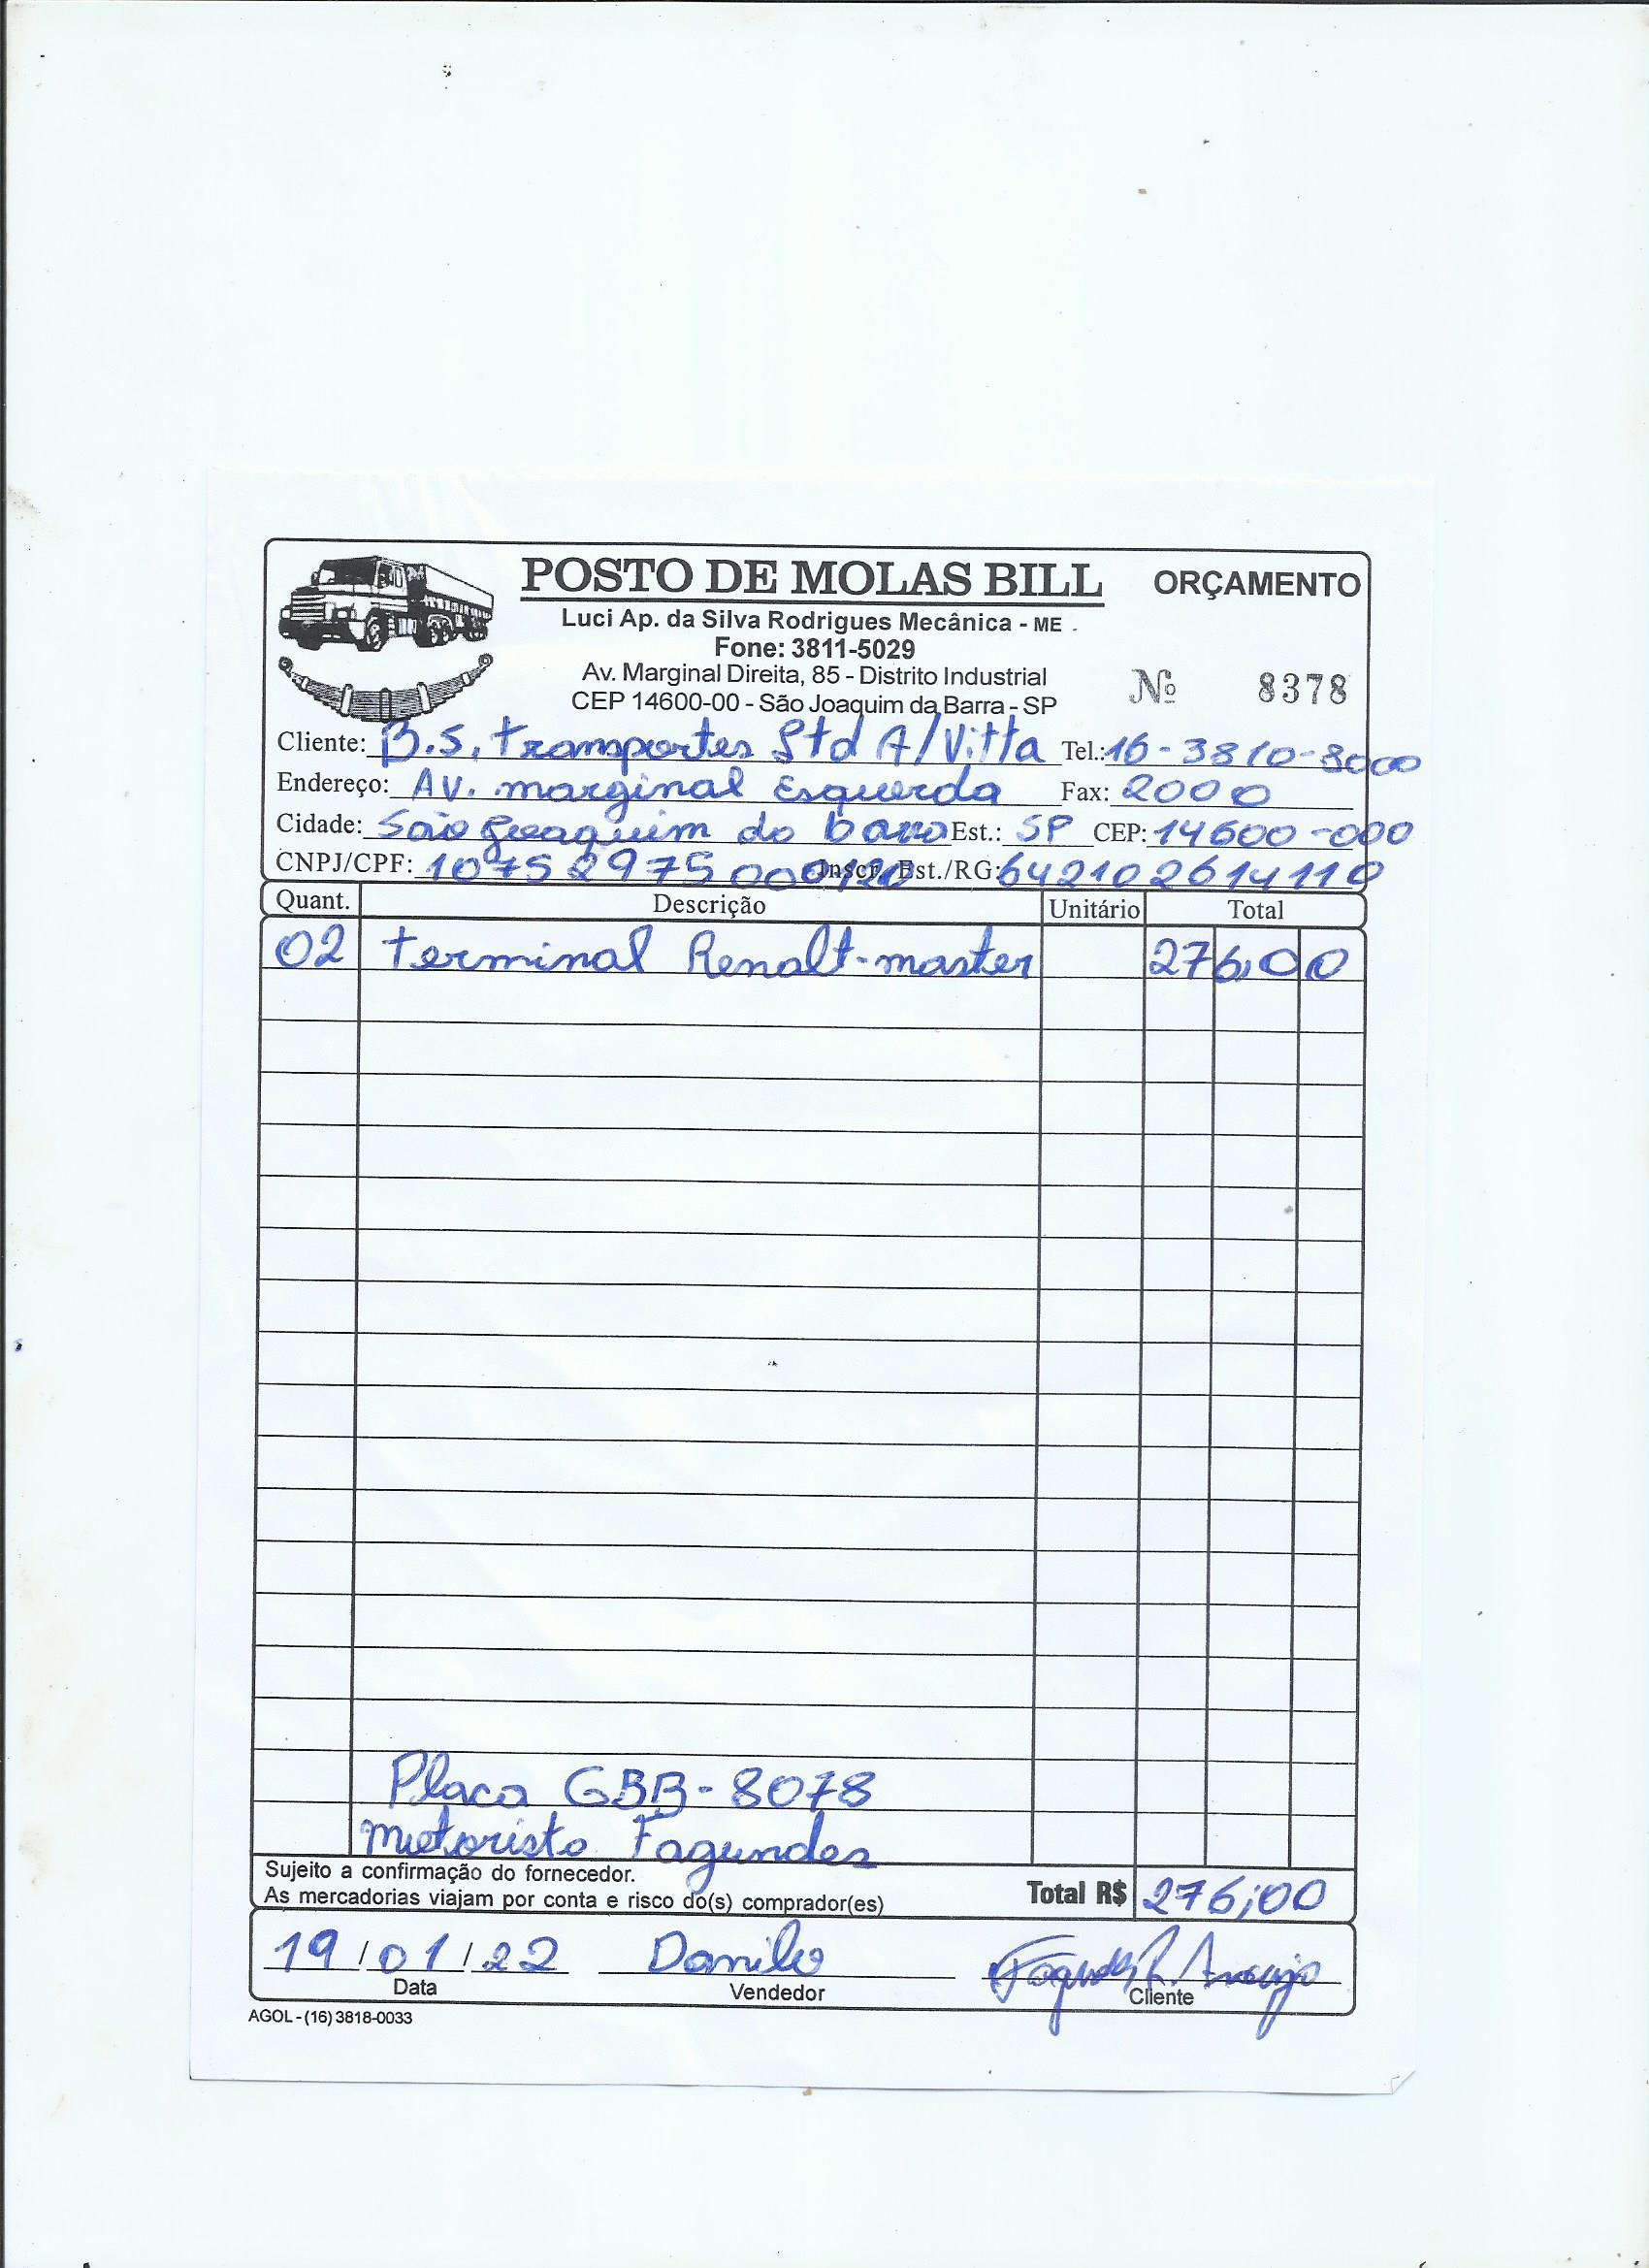 POSTO DE MOLAS BILL ORÇAMENTO
Luci Ap. da Silva Rodrigues Mecânica - ME
Fone: 3811-5029
Av. Marginal Direita, 85 - Distrito Industrial
CEP 14600-00 - São Joaquim da Barra - SP
Nº 8378
Cliente: B.S. transportes Ltd A/Vitta Tel.: 16-3810-8000
Endereço: Av. marginal Esquerda Fax: 2000
Cidade: São Joaquim da barra Est.: SP CEP: 14600-000
CNPJ/CPF: 10752975000120 Inscr. Est./RG: 642102614110
Quant. Descrição Unitário Total
02 terminal Renalt-master 276,00
Placa GBB-8078
motorista Fagundes
Sujeito a confirmação do fornecedor.
As mercadorias viajam por conta e risco do(s) comprador(es)
Total R$ 276,00
19/01/22 Danilo Fagundes R. Araujo
Data Vendedor Cliente
AGOL - (16) 3818-0033